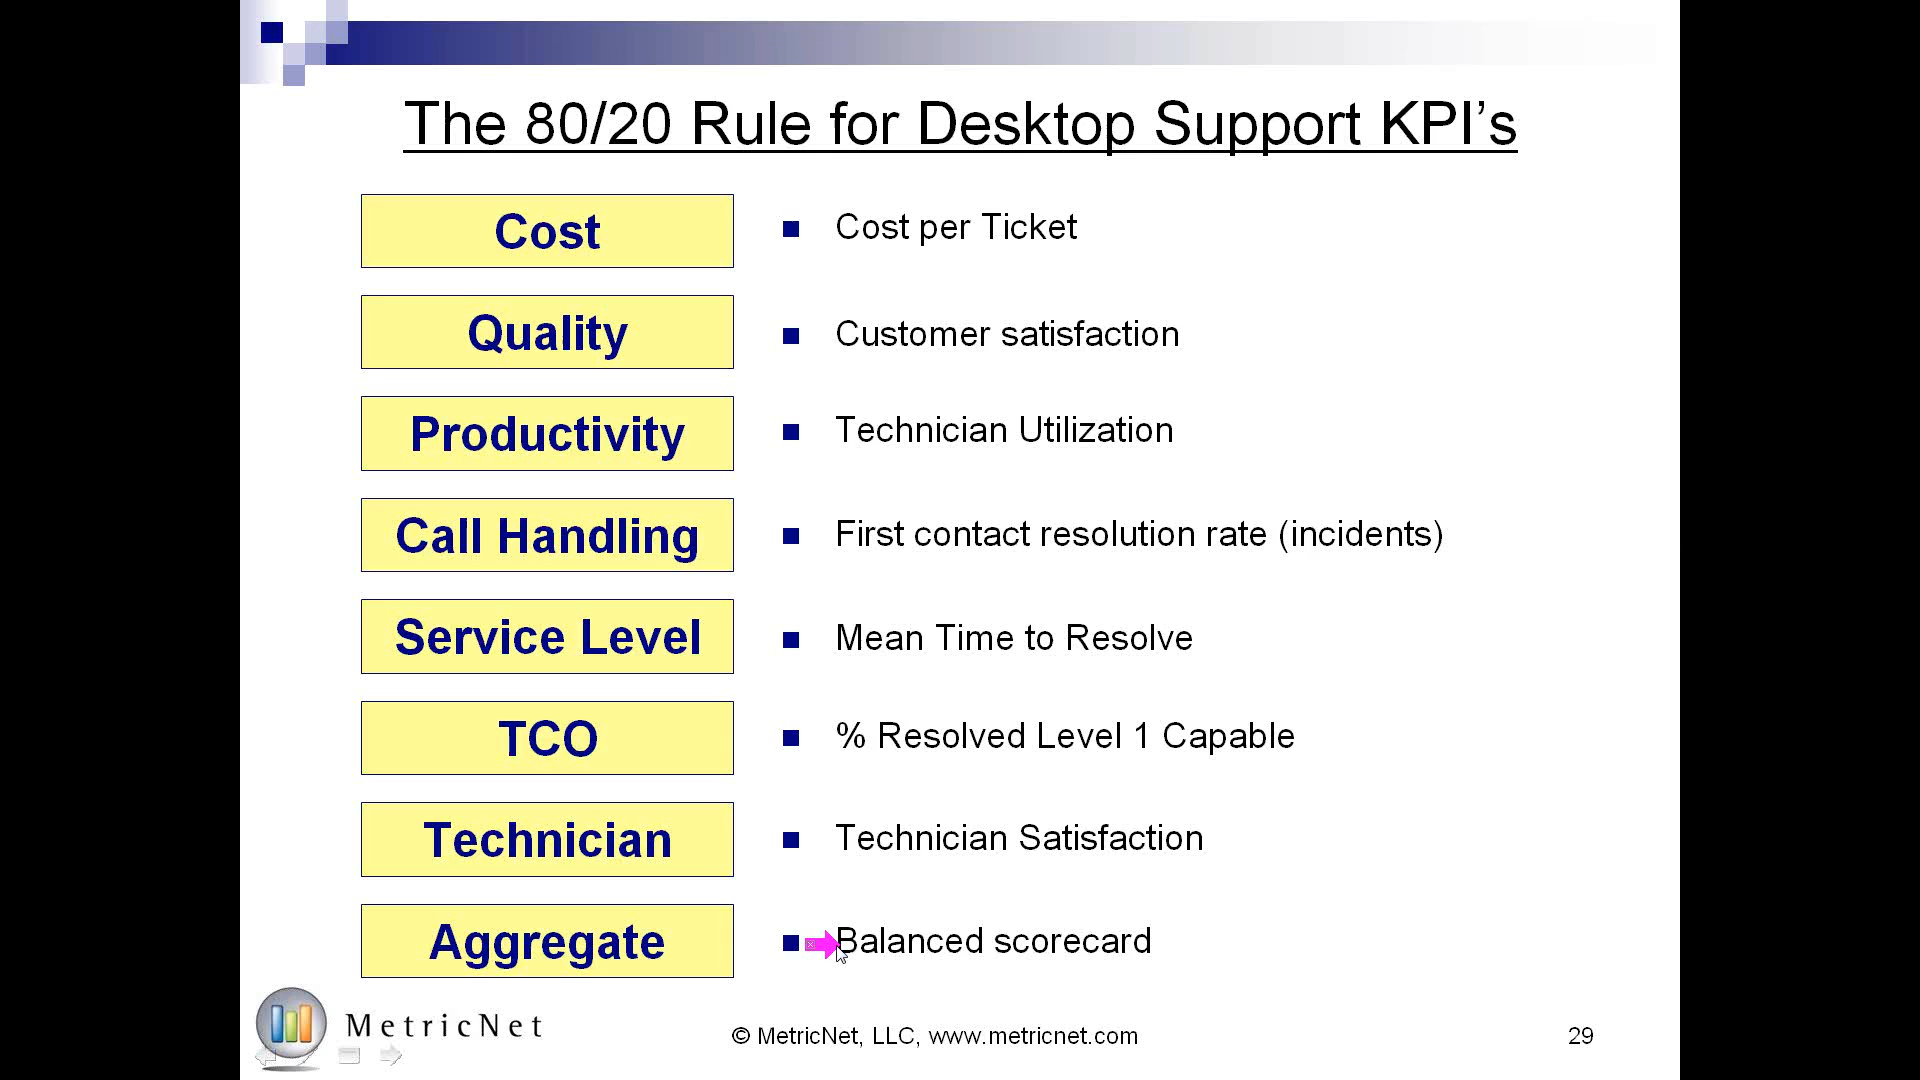 The 80/20 Rule for Desktop Support KPI's
Cost
Cost per Ticket
Quality
Customer satisfaction
Productivity
Technician Utilization
Call Handling
First contact resolution rate (incidents)
Service Level
Mean Time to Resolve
TCO
% Resolved Level 1 Capable
Technician
Technician Satisfaction
Aggregate
Balanced scorecard
MetricNet
© MetricNet, LLC, www.metricnet.com
29